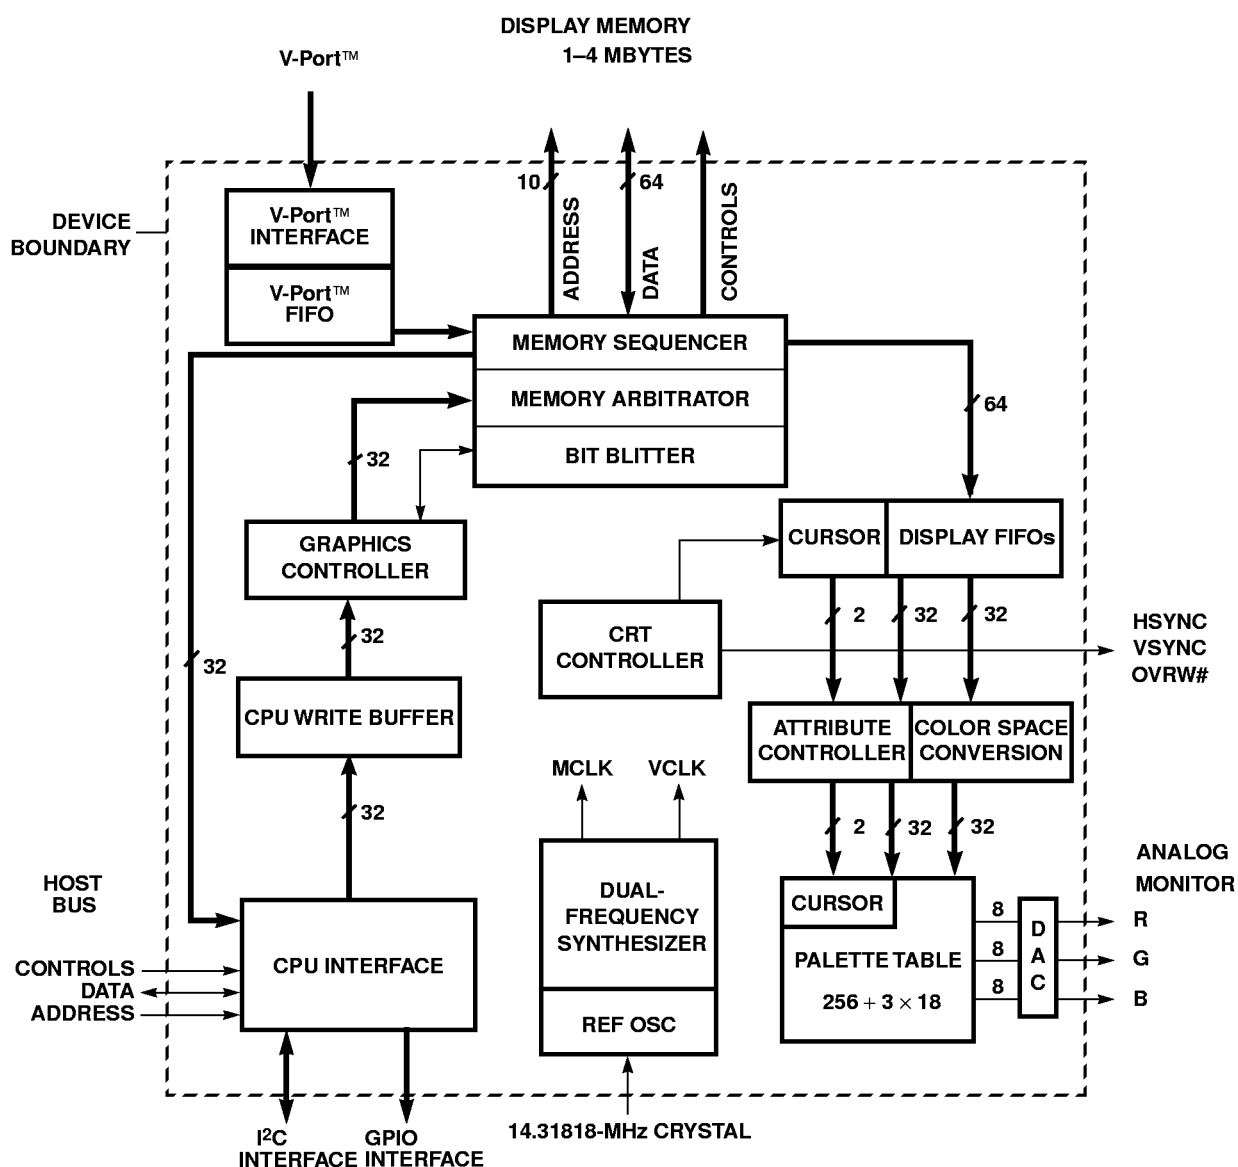 DISPLAY MEMORY
1–4 MBYTES
V-Port™
DEVICE
BOUNDARY
V-Port™
INTERFACE
V-Port™
FIFO
10
64
ADDRESS
DATA
CONTROLS
MEMORY SEQUENCER
MEMORY ARBITRATOR
BIT BLITTER
64
32
GRAPHICS
CONTROLLER
CURSOR
DISPLAY FIFOs
32
32
CPU WRITE BUFFER
CRT
CONTROLLER
2
32
32
HSYNC
VSYNC
OVRW#
ATTRIBUTE
CONTROLLER
COLOR SPACE
CONVERSION
MCLK
VCLK
32
2
32
32
DUAL-
FREQUENCY
SYNTHESIZER
REF OSC
CURSOR
PALETTE TABLE
256 + 3 × 18
8
8
8
DAC
ANALOG
MONITOR
R
G
B
HOST
BUS
CONTROLS
DATA
ADDRESS
CPU INTERFACE
I²C
INTERFACE
GPIO
INTERFACE
14.31818-MHz CRYSTAL